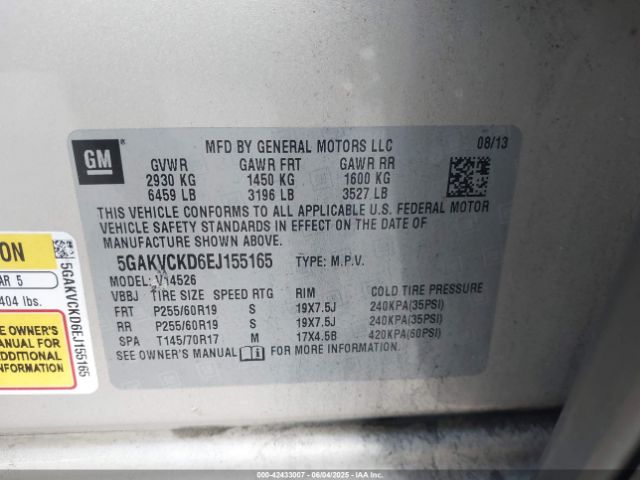 GM
®
MFD BY GENERAL MOTORS LLC 08/13
GVWR GAWR FRT GAWR RR
2930 KG 1450 KG 1600 KG
6459 LB 3196 LB 3527 LB
THIS VEHICLE CONFORMS TO ALL APPLICABLE U.S. FEDERAL MOTOR
VEHICLE SAFETY STANDARDS IN EFFECT ON THE DATE OF
MANUFACTURE SHOWN ABOVE.
5GAKVCKD6EJ155165 TYPE: M.P.V.
MODEL: V14526
VBBJ TIRE SIZE SPEED RTG RIM COLD TIRE PRESSURE
FRT P255/60R19 S 19X7.5J 240KPA(35PSI)
RR P255/60R19 S 19X7.5J 240KPA(35PSI)
SPA T145/70R17 M 17X4.5B 420KPA(60PSI)
SEE OWNER'S MANUAL FOR MORE INFORMATION.
ON
AR 5
404 lbs.
E OWNER'S
NUAL FOR
DDITIONAL
ORMATION
5GAKVCKD6EJ155165
000-42433007 | 06/04/2025 | © IAA, Inc.